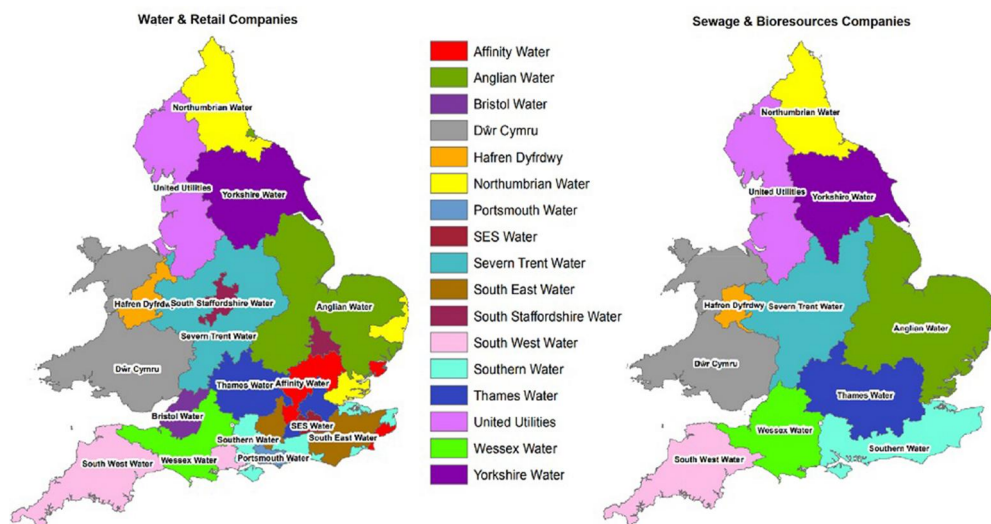 Water & Retail Companies
Northumbrian Water
United Utilities
Yorkshire Water
Hafren Dyfrdwy
South Staffordshire Water
Anglian Water
Severn Trent Water
Dŵr Cymru
Thames Water
Affinity Water
Bristol Water
SES Water
Southern Water
South East Water
Wessex Water
Portsmouth Water
South West Water
Affinity Water
Anglian Water
Bristol Water
Dŵr Cymru
Hafren Dyfrdwy
Northumbrian Water
Portsmouth Water
SES Water
Severn Trent Water
South East Water
South Staffordshire Water
South West Water
Southern Water
Thames Water
United Utilities
Wessex Water
Yorkshire Water
Sewage & Bioresources Companies
Northumbrian Water
United Utilities
Yorkshire Water
Hafren Dyfrdwy
Severn Trent Water
Anglian Water
Dŵr Cymru
Thames Water
Wessex Water
Southern Water
South West Water